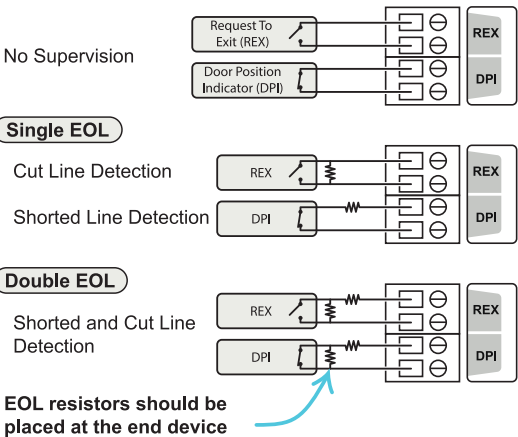 Request To
Exit (REX)
REX
No Supervision
Door Position
Indicator (DPI)
DPI
Single EOL
Cut Line Detection
REX
REX
Shorted Line Detection
DPI
DPI
Double EOL
REX
REX
Shorted and Cut Line
Detection
DPI
DPI
EOL resistors should be
placed at the end device